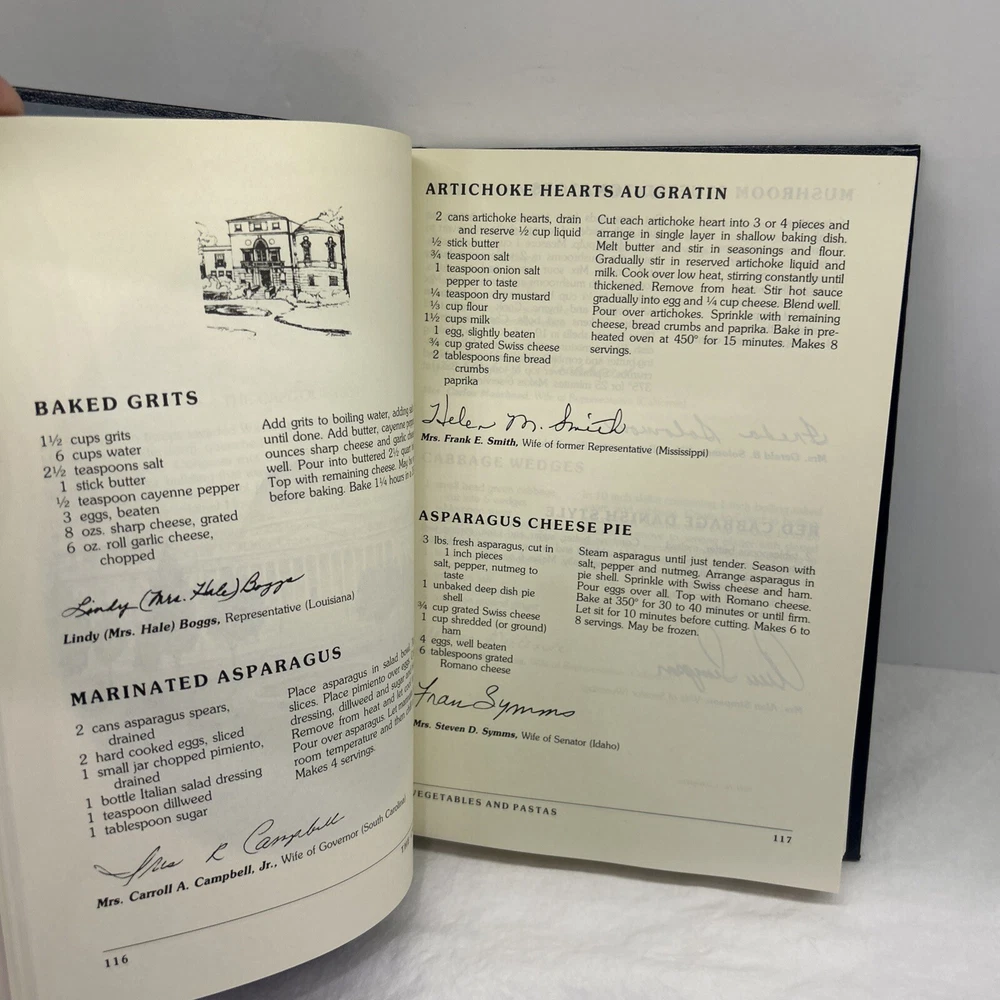 BAKED GRITS
1½ cups grits
6 cups water
2½ teaspoons salt
1 stick butter
½ teaspoon cayenne pepper
3 eggs, beaten
8 ozs. sharp cheese, grated
6 oz. roll garlic cheese,
chopped
Add grits to boiling water, adding
until done. Add butter, cayenne
ounces sharp cheese and garlic
well. Pour into buttered 2½
Top with remaining cheese. May
before baking. Bake 1¼ hours in
Lindy (Mrs. Hale) Boggs
Lindy (Mrs. Hale) Boggs, Representative (Louisiana)
MARINATED ASPARAGUS
2 cans asparagus spears,
drained
2 hard cooked eggs, sliced
1 small jar chopped pimiento,
drained
1 bottle Italian salad dressing
1 teaspoon dillweed
1 tablespoon sugar
Place asparagus in salad
slices. Place pimiento over
dressing, dillweed and sugar
Remove from heat and let
Pour over asparagus. Let
room temperature and then
Makes 4 servings.
Mrs R Campbell
Mrs. Carroll A. Campbell, Jr., Wife of Governor (South Carolina)
116
ARTICHOKE HEARTS AU GRATIN
2 cans artichoke hearts, drain
and reserve ½ cup liquid
½ stick butter
¾ teaspoon salt
1 teaspoon onion salt
pepper to taste
¼ teaspoon dry mustard
⅓ cup flour
1½ cups milk
1 egg, slightly beaten
¾ cup grated Swiss cheese
2 tablespoons fine bread
crumbs
paprika
Cut each artichoke heart into 3 or 4 pieces and
arrange in single layer in shallow baking dish.
Melt butter and stir in seasonings and flour.
Gradually stir in reserved artichoke liquid and
milk. Cook over low heat, stirring constantly until
thickened. Remove from heat. Stir hot sauce
gradually into egg and ¼ cup cheese. Blend well.
Pour over artichokes. Sprinkle with remaining
cheese, bread crumbs and paprika. Bake in pre-
heated oven at 450° for 15 minutes. Makes 8
servings.
Helen M. Smith
Mrs. Frank E. Smith, Wife of former Representative (Mississippi)
ASPARAGUS CHEESE PIE
3 lbs. fresh asparagus, cut in
1 inch pieces
salt, pepper, nutmeg to
taste
1 unbaked deep dish pie
shell
¾ cup grated Swiss cheese
1 cup shredded (or ground)
ham
4 eggs, well beaten
6 tablespoons grated
Romano cheese
Steam asparagus until just tender. Season with
salt, pepper and nutmeg. Arrange asparagus in
pie shell. Sprinkle with Swiss cheese and ham.
Pour eggs over all. Top with Romano cheese.
Bake at 350° for 30 to 40 minutes or until firm.
Let sit for 10 minutes before cutting. Makes 6 to
8 servings. May be frozen.
Fran Symms
Mrs. Steven D. Symms, Wife of Senator (Idaho)
VEGETABLES AND PASTAS
117